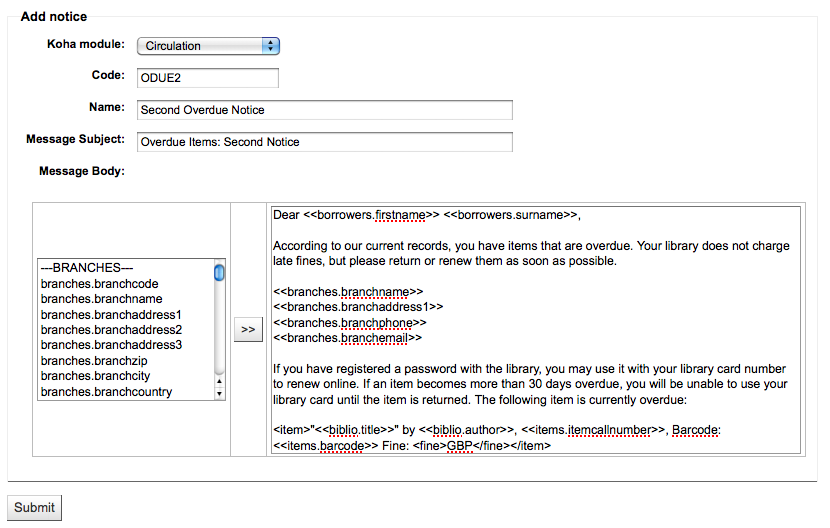 Add notice
Koha module: Circulation
Code: ODUE2
Name: Second Overdue Notice
Message Subject: Overdue Items: Second Notice
Message Body:
---BRANCHES---
branches.branchcode
branches.branchname
branches.branchaddress1
branches.branchaddress2
branches.branchaddress3
branches.branchzip
branches.branchcity
branches.branchcountry
>>
Dear <<borrowers.firstname>> <<borrowers.surname>>,
According to our current records, you have items that are overdue. Your library does not charge
late fines, but please return or renew them as soon as possible.
<<branches.branchname>>
<<branches.branchaddress1>>
<<branches.branchphone>>
<<branches.branchemail>>
If you have registered a password with the library, you may use it with your library card number
to renew online. If an item becomes more than 30 days overdue, you will be unable to use your
library card until the item is returned. The following item is currently overdue:
<item>"<<biblio.title>>" by <<biblio.author>>, <<items.itemcallnumber>>, Barcode:
<<items.barcode>> Fine: <fine>GBP</fine></item>
Submit